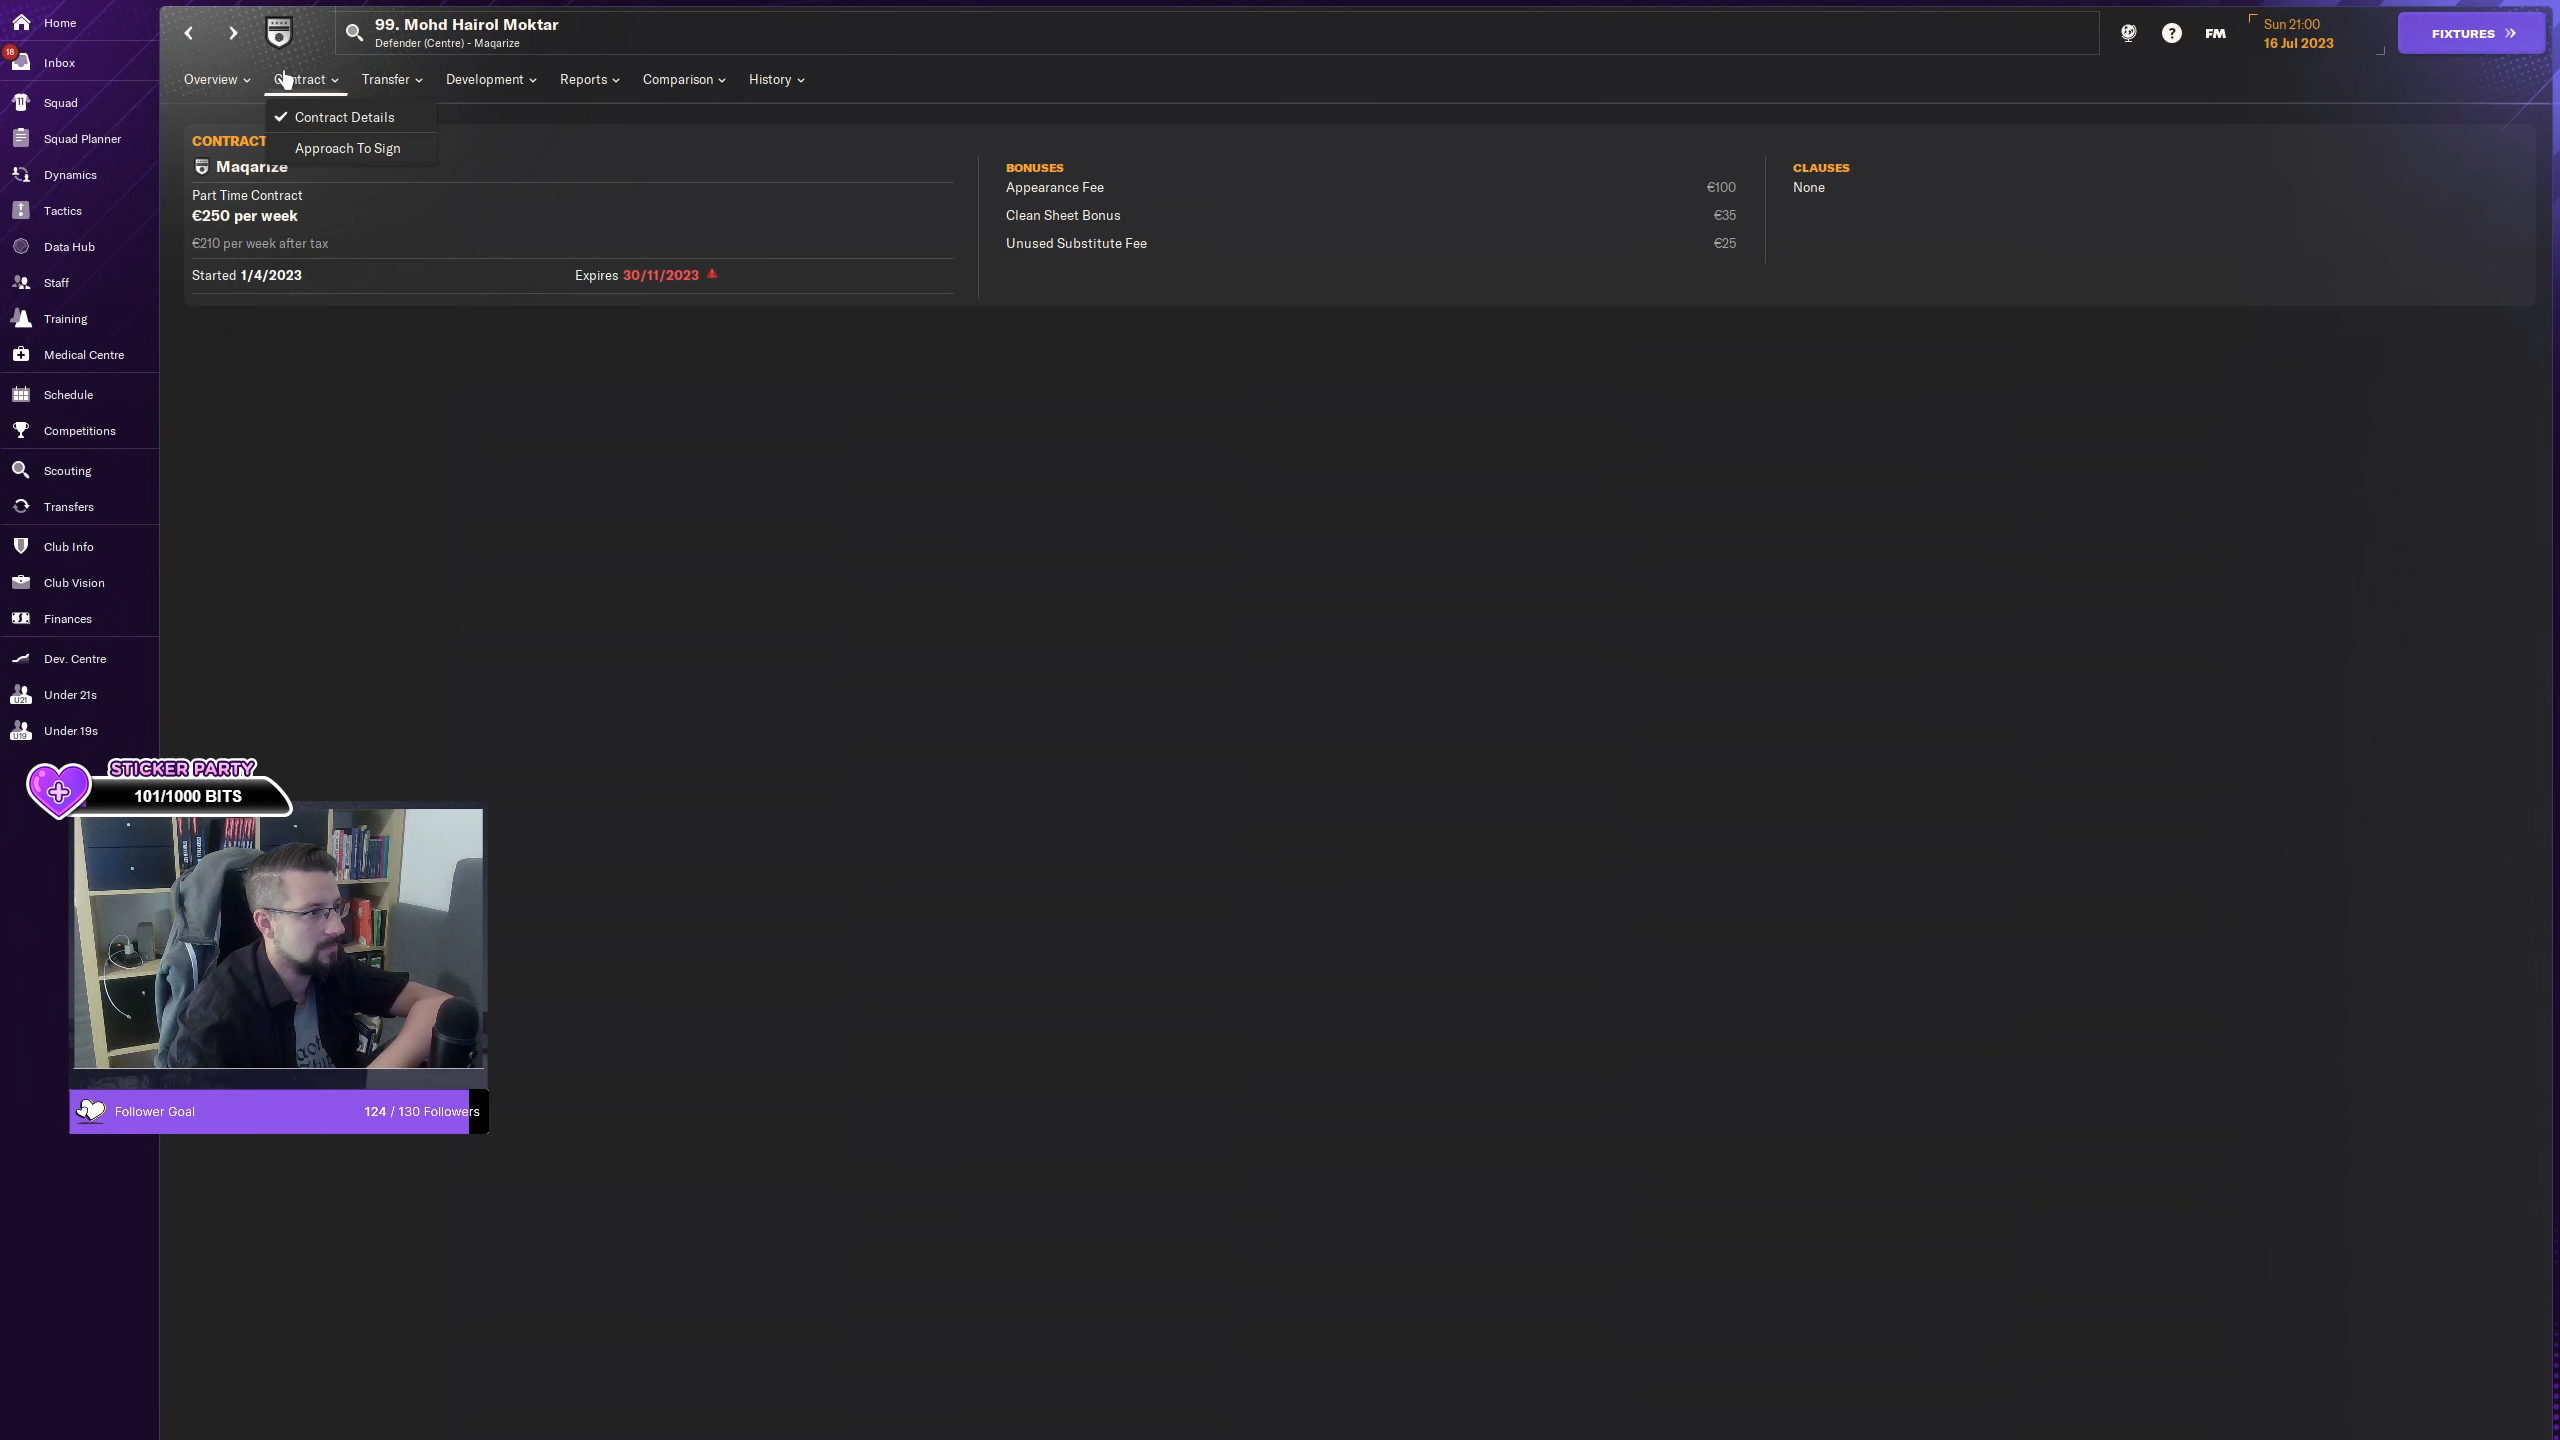 Home
99. Mohd Hairol Moktar
Defender (Centre) - Maqarize
FM
Sun 21:00
16 Jul 2023
FIXTURES
18
Inbox
Overview
Contract
Transfer
Development
Reports
Comparison
History
Squad
Squad Planner
Dynamics
Tactics
Data Hub
Staff
Training
Medical Centre
Schedule
Competitions
Scouting
Transfers
Club Info
Club Vision
Finances
Dev. Centre
U21
Under 21s
U19
Under 19s
Contract Details
Approach To Sign
CONTRACT
Maqarize
Part Time Contract
€250 per week
€210 per week after tax
Started 1/4/2023
Expires 30/11/2023
BONUSES
Appearance Fee €100
Clean Sheet Bonus €35
Unused Substitute Fee €25
CLAUSES
None
STICKER PARTY
101/1000 BITS
Follower Goal
124 / 130 Followers